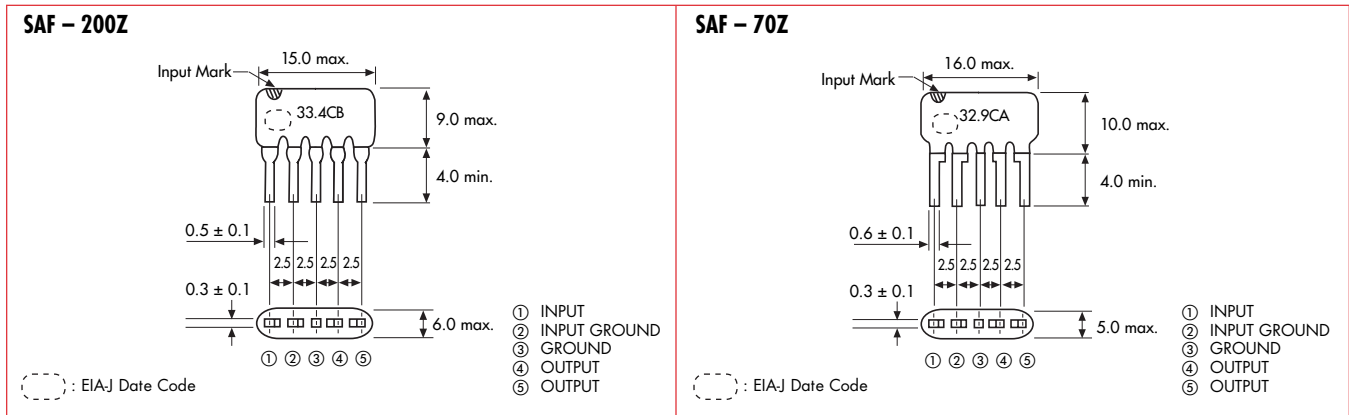 SAF – 200Z
15.0 max.
Input Mark
33.4CB
9.0 max.
4.0 min.
0.5 ± 0.1
2.5 2.5 2.5 2.5
0.3 ± 0.1
6.0 max.
① ② ③ ④ ⑤
① INPUT
② INPUT GROUND
③ GROUND
④ OUTPUT
⑤ OUTPUT
: EIA-J Date Code
SAF – 70Z
16.0 max.
Input Mark
32.9CA
10.0 max.
4.0 min.
0.6 ± 0.1
2.5 2.5 2.5 2.5
0.3 ± 0.1
5.0 max.
① ② ③ ④ ⑤
① INPUT
② INPUT GROUND
③ GROUND
④ OUTPUT
⑤ OUTPUT
: EIA-J Date Code